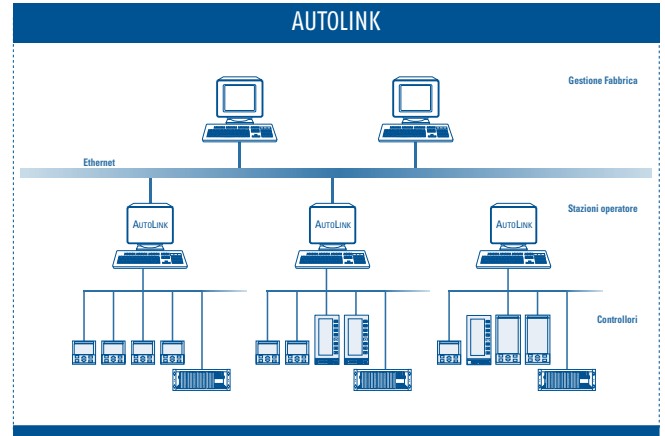 AUTOLINK
Gestione Fabbrica
Ethernet
Stazioni operatore
AUTOLINK
AUTOLINK
AUTOLINK
Controllori